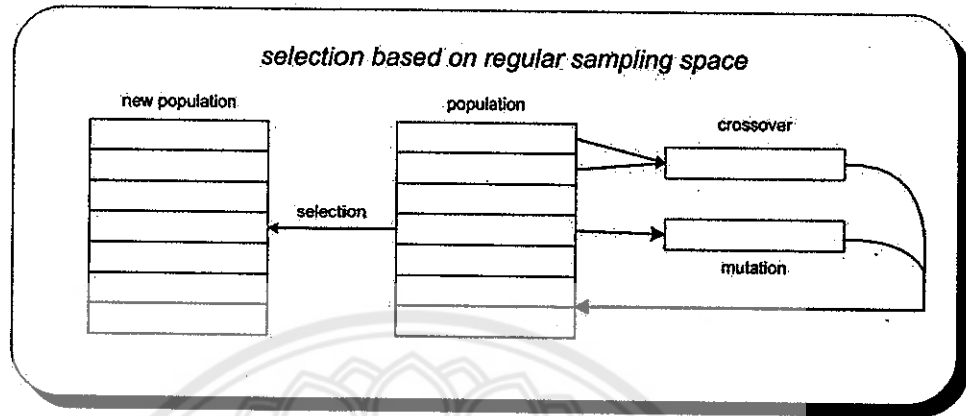 selection based on regular sampling space
new population
population
crossover
selection
mutation